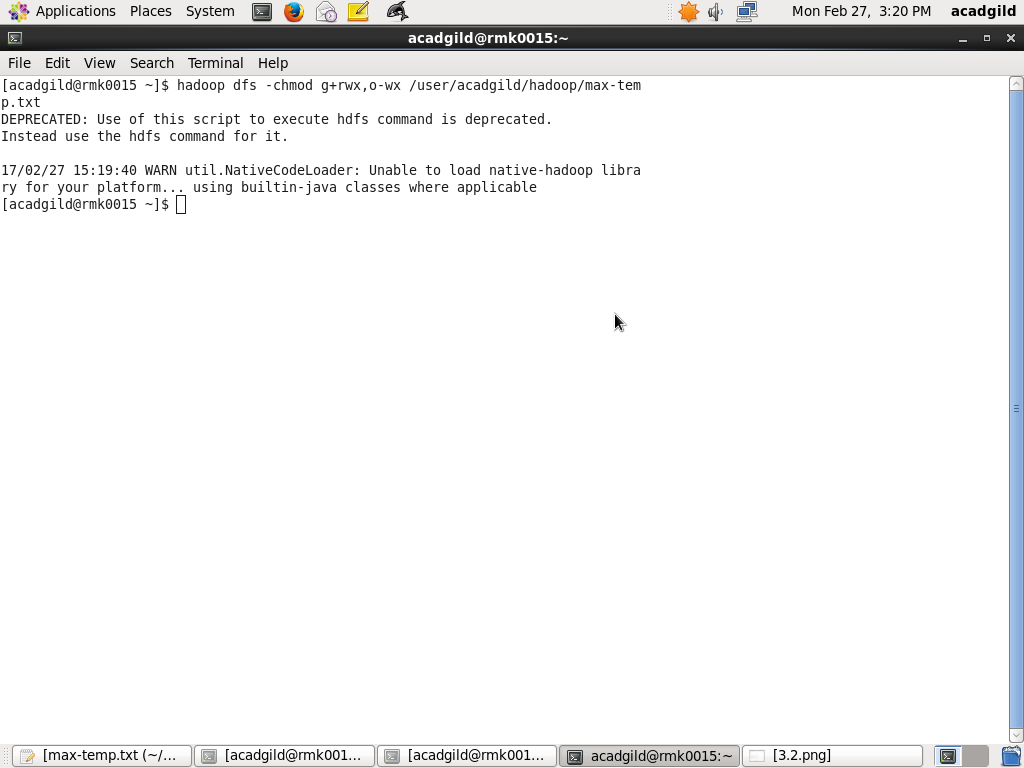 Applications Places System Mon Feb 27, 3:20 PM acadgild
acadgild@rmk0015:~
File Edit View Search Terminal Help
[acadgild@rmk0015 ~]$ hadoop dfs -chmod g+rwx,o-wx /user/acadgild/hadoop/max-tem
p.txt
DEPRECATED: Use of this script to execute hdfs command is deprecated.
Instead use the hdfs command for it.
17/02/27 15:19:40 WARN util.NativeCodeLoader: Unable to load native-hadoop libra
ry for your platform... using builtin-java classes where applicable
[acadgild@rmk0015 ~]$
[max-temp.txt (~/... [acadgild@rmk001... [acadgild@rmk001... acadgild@rmk0015:~ [3.2.png]